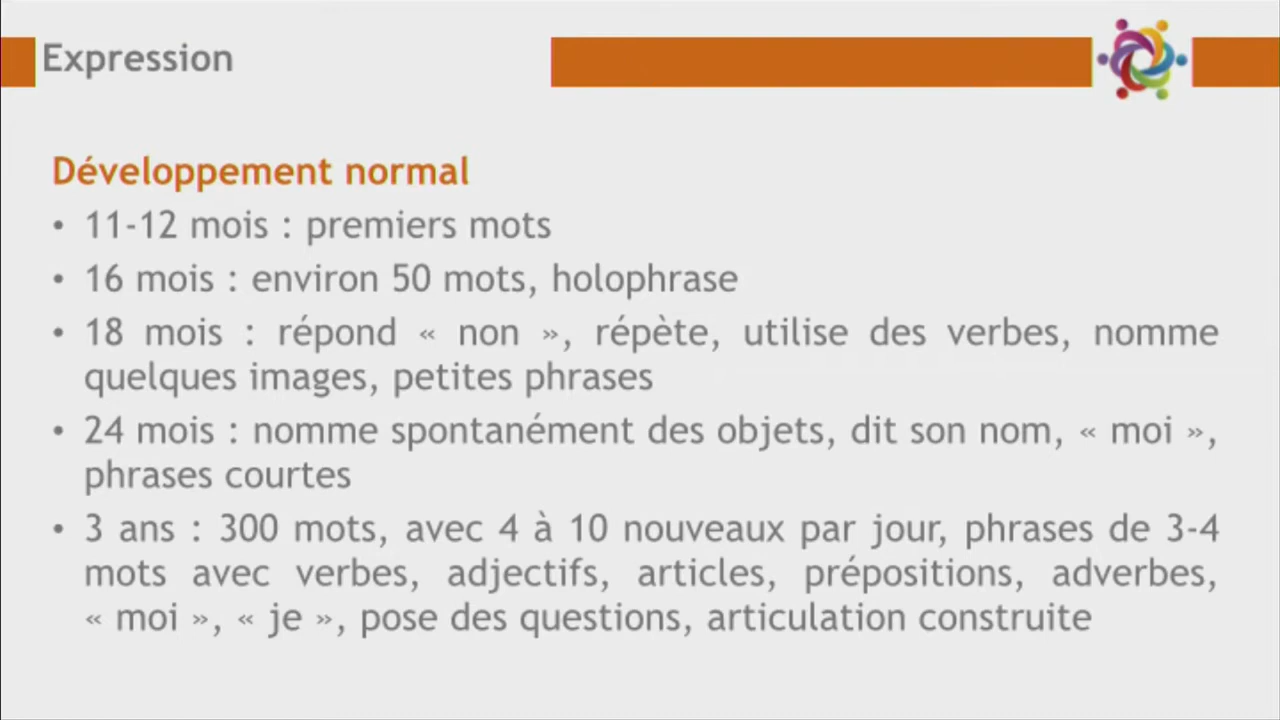 Expression
Développement normal
• 11-12 mois : premiers mots
• 16 mois : environ 50 mots, holophrase
• 18 mois : répond « non », répète, utilise des verbes, nomme
quelques images, petites phrases
• 24 mois : nomme spontanément des objets, dit son nom, « moi »,
phrases courtes
• 3 ans : 300 mots, avec 4 à 10 nouveaux par jour, phrases de 3-4
mots avec verbes, adjectifs, articles, prépositions, adverbes,
« moi », « je », pose des questions, articulation construite